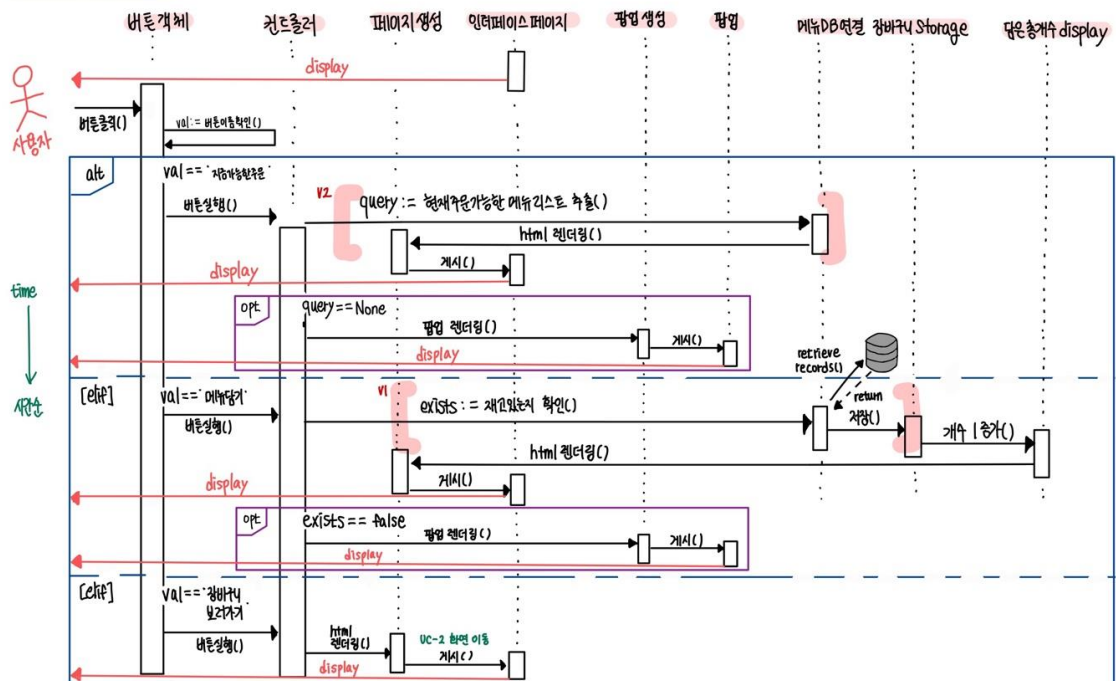 버튼객체 컨트롤러 페이지생성 인터페이스페이지 팝업생성 팝업 메뉴DB연결 장바구니 Storage 담은총개수 display
display
버튼클릭()
val:= 버튼이름확인()
사용자
alt
val == '지금가능한주문'
버튼실행()
V2
query := 현재주문가능한 메뉴리스트 추출()
html 렌더링()
게시()
display
time
시간순
opt
query==None
팝업 렌더링()
게시()
display
retrieve
records()
return
[elif]
val == '메뉴담기'
버튼실행()
V1
exists := 재고있는지 확인()
저장()
개수 1증가()
html 렌더링()
게시()
display
opt
exists == false
팝업 렌더링()
게시()
display
[elif]
val == '장바구니
보러가기'
버튼실행()
html
렌더링()
UC-2 화면 이동
게시()
display